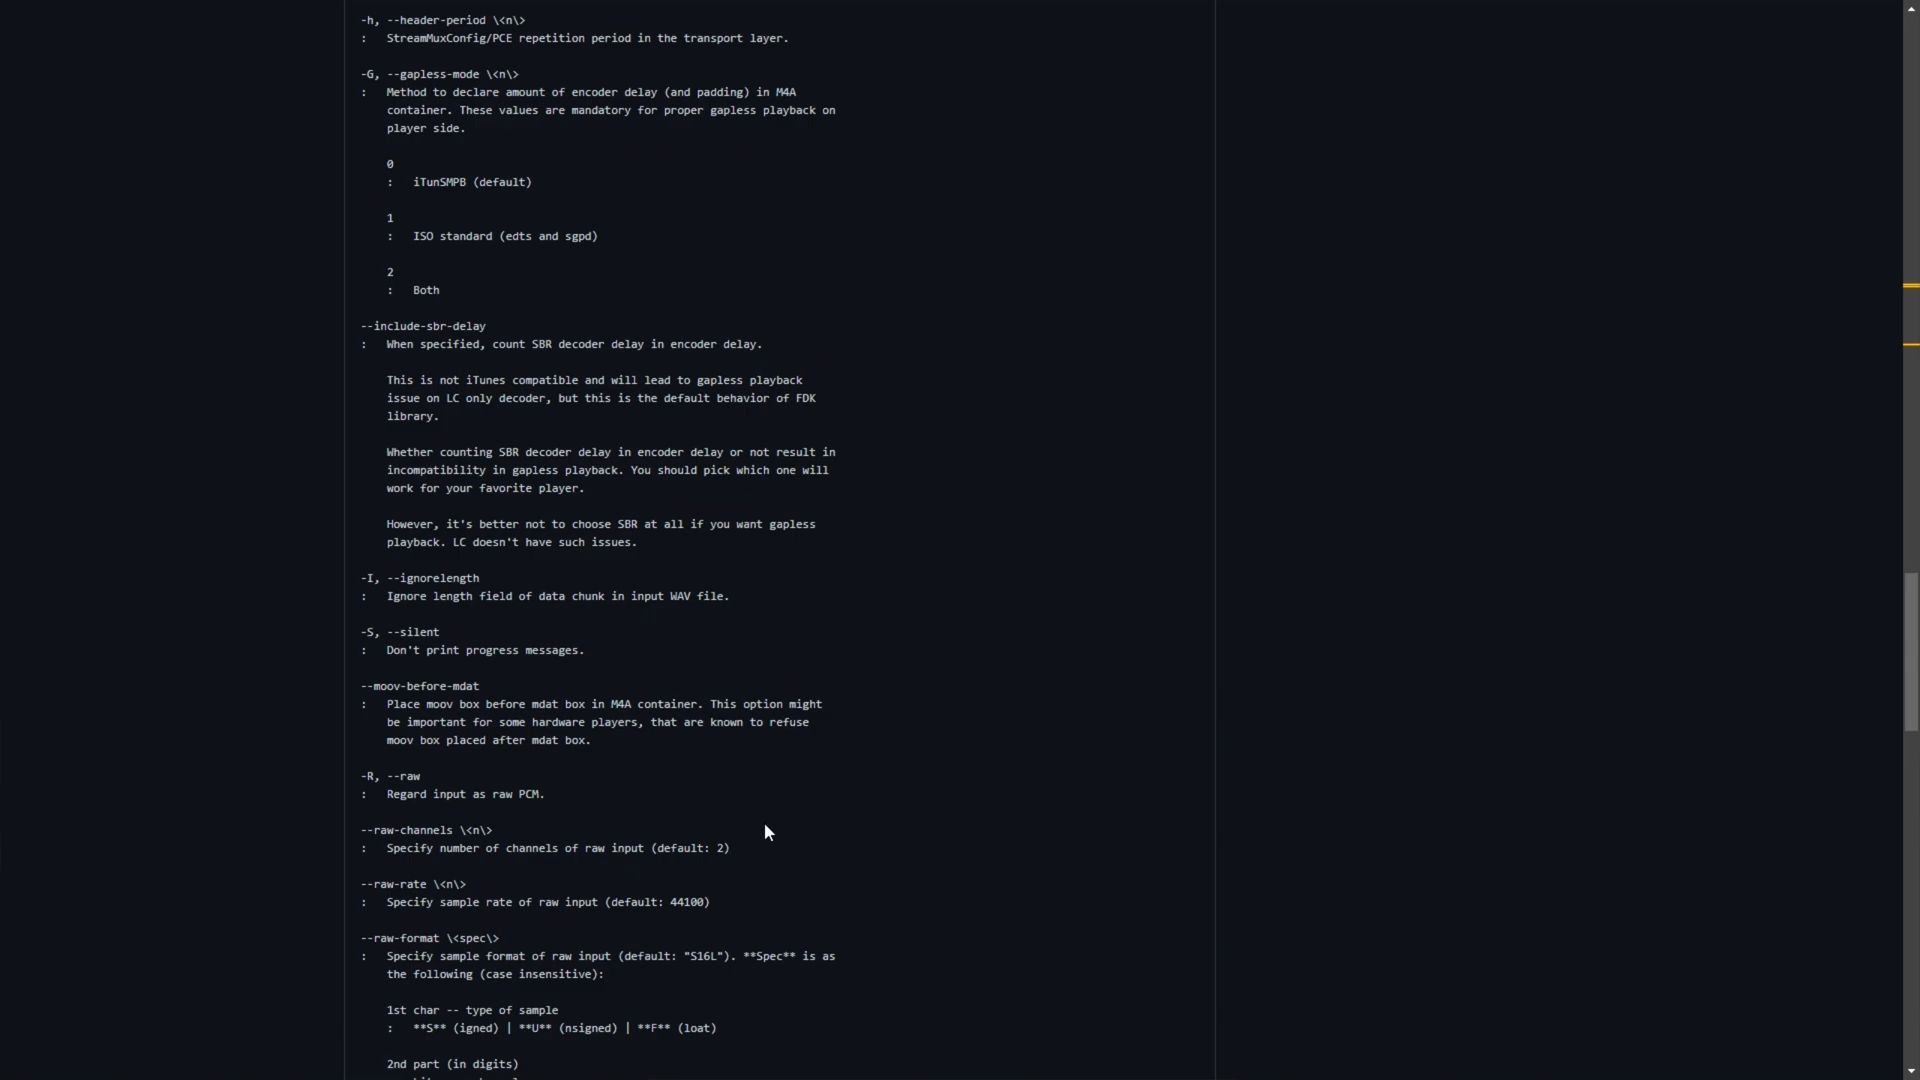 -h, --header-period \<n\>
:   StreamMuxConfig/PCE repetition period in the transport layer.
-G, --gapless-mode \<n\>
:   Method to declare amount of encoder delay (and padding) in M4A
container. These values are mandatory for proper gapless playback on
player side.
0
:   iTunSMPB (default)
1
:   ISO standard (edts and sgpd)
2
:   Both
--include-sbr-delay
:   When specified, count SBR decoder delay in encoder delay.
This is not iTunes compatible and will lead to gapless playback
issue on LC only decoder, but this is the default behavior of FDK
library.
Whether counting SBR decoder delay in encoder delay or not result in
incompatibility in gapless playback. You should pick which one will
work for your favorite player.
However, it's better not to choose SBR at all if you want gapless
playback. LC doesn't have such issues.
-I, --ignorelength
:   Ignore length field of data chunk in input WAV file.
-S, --silent
:   Don't print progress messages.
--moov-before-mdat
:   Place moov box before mdat box in M4A container. This option might
be important for some hardware players, that are known to refuse
moov box placed after mdat box.
-R, --raw
:   Regard input as raw PCM.
--raw-channels \<n\>
:   Specify number of channels of raw input (default: 2)
--raw-rate \<n\>
:   Specify sample rate of raw input (default: 44100)
--raw-format \<spec\>
:   Specify sample format of raw input (default: "S16L"). **Spec** is as
the following (case insensitive):
1st char -- type of sample
:   **S** (igned) | **U** (nsigned) | **F** (loat)
2nd part (in digits)